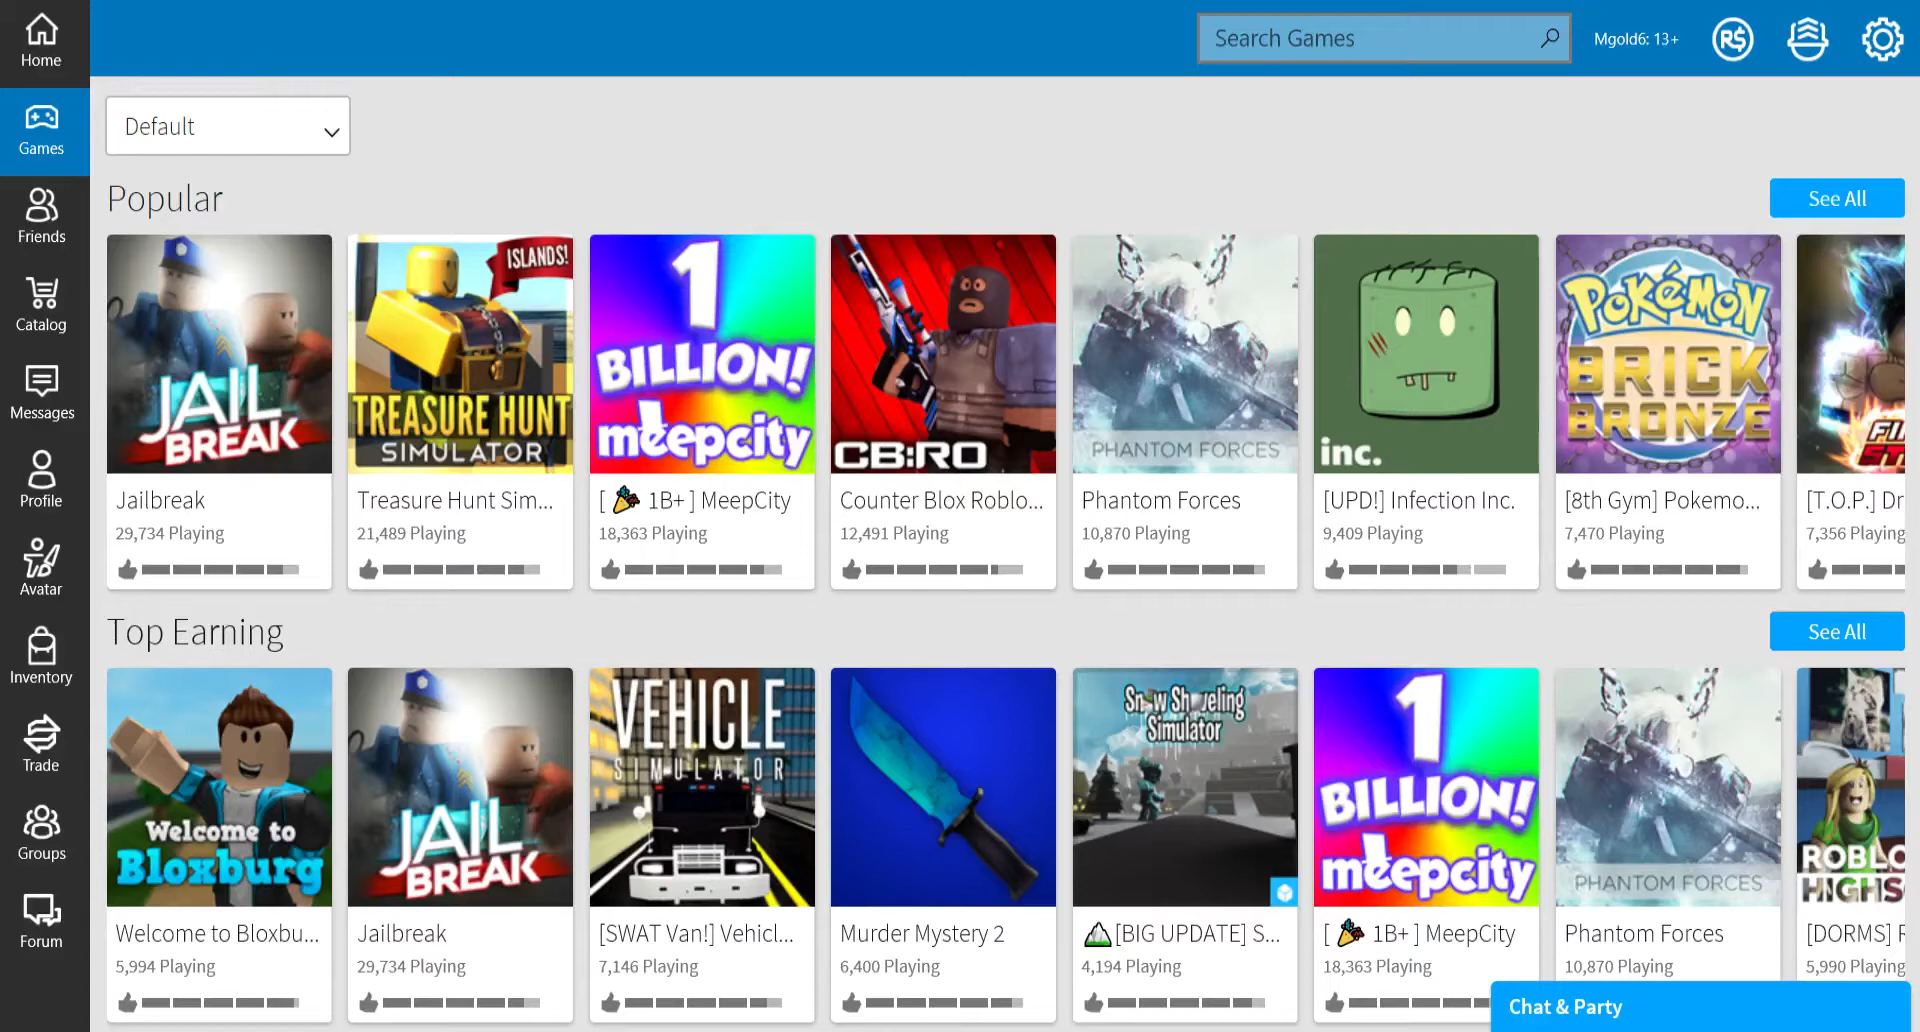 Home
Games
Friends
Catalog
Messages
Profile
Avatar
Inventory
Trade
Groups
Forum
Search Games
Mgold6: 13+
R$
Default
Popular
See All
JAIL
BREAK
Jailbreak
29,734 Playing
ISLANDS!
TREASURE HUNT
SIMULATOR
Treasure Hunt Sim...
21,489 Playing
1
BILLION!
meepcity
[ 🎉 1B+ ] MeepCity
18,363 Playing
CB:RO
Counter Blox Roblo...
12,491 Playing
PHANTOM FORCES
Phantom Forces
10,870 Playing
inc.
[UPD!] Infection Inc.
9,409 Playing
POKéMON
BRICK
BRONZE
[8th Gym] Pokemo...
7,470 Playing
FI
ST
[T.O.P.] Dr
7,356 Playing
Top Earning
See All
Welcome to
Bloxburg
Welcome to Bloxbu...
5,994 Playing
JAIL
BREAK
Jailbreak
29,734 Playing
VEHICLE
SIMULATOR
[SWAT Van!] Vehicl...
7,146 Playing
Murder Mystery 2
6,400 Playing
Snow Shoveling
Simulator
[BIG UPDATE] S...
4,194 Playing
1
BILLION!
meepcity
[ 🎉 1B+ ] MeepCity
18,363 Playing
PHANTOM FORCES
Phantom Forces
10,870 Playing
ROBLO
HIGHS
[DORMS] R
5,990 Playing
Chat & Party